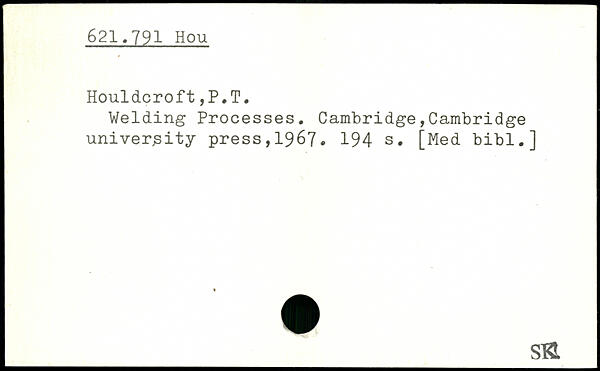 621.791 Hou
Houldcroft,P.T.
Welding Processes. Cambridge,Cambridge
university press,1967. 194 s. [Med bibl.]
SK